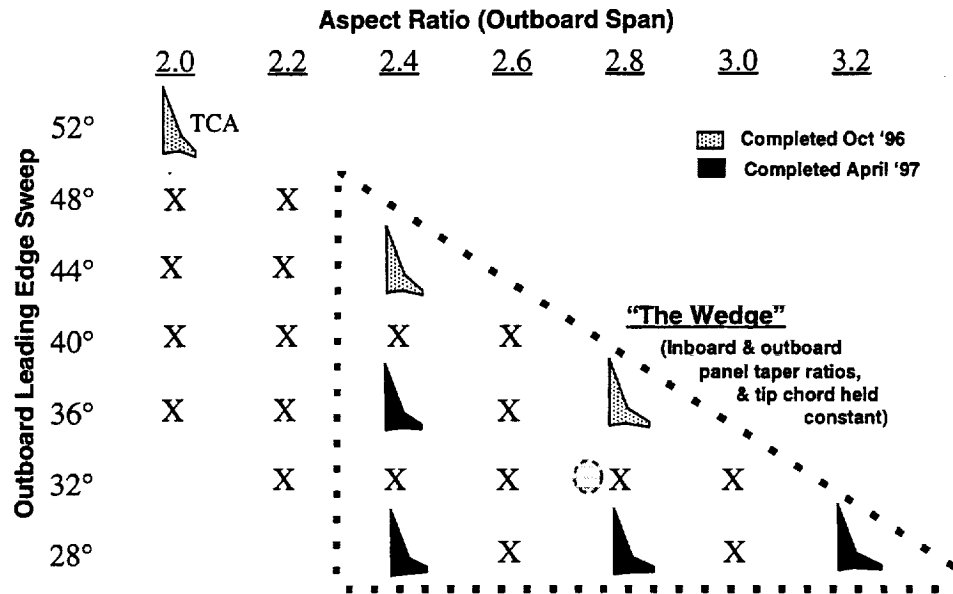 Aspect Ratio (Outboard Span)
2.0 2.2 2.4 2.6 2.8 3.0 3.2
Outboard Leading Edge Sweep
52° TCA
Completed Oct '96
Completed April '97
48° X X
44° X X
"The Wedge"
(Inboard & outboard
panel taper ratios,
& tip chord held
constant)
40° X X X X
36° X X X
32° X X X X X
28° X X